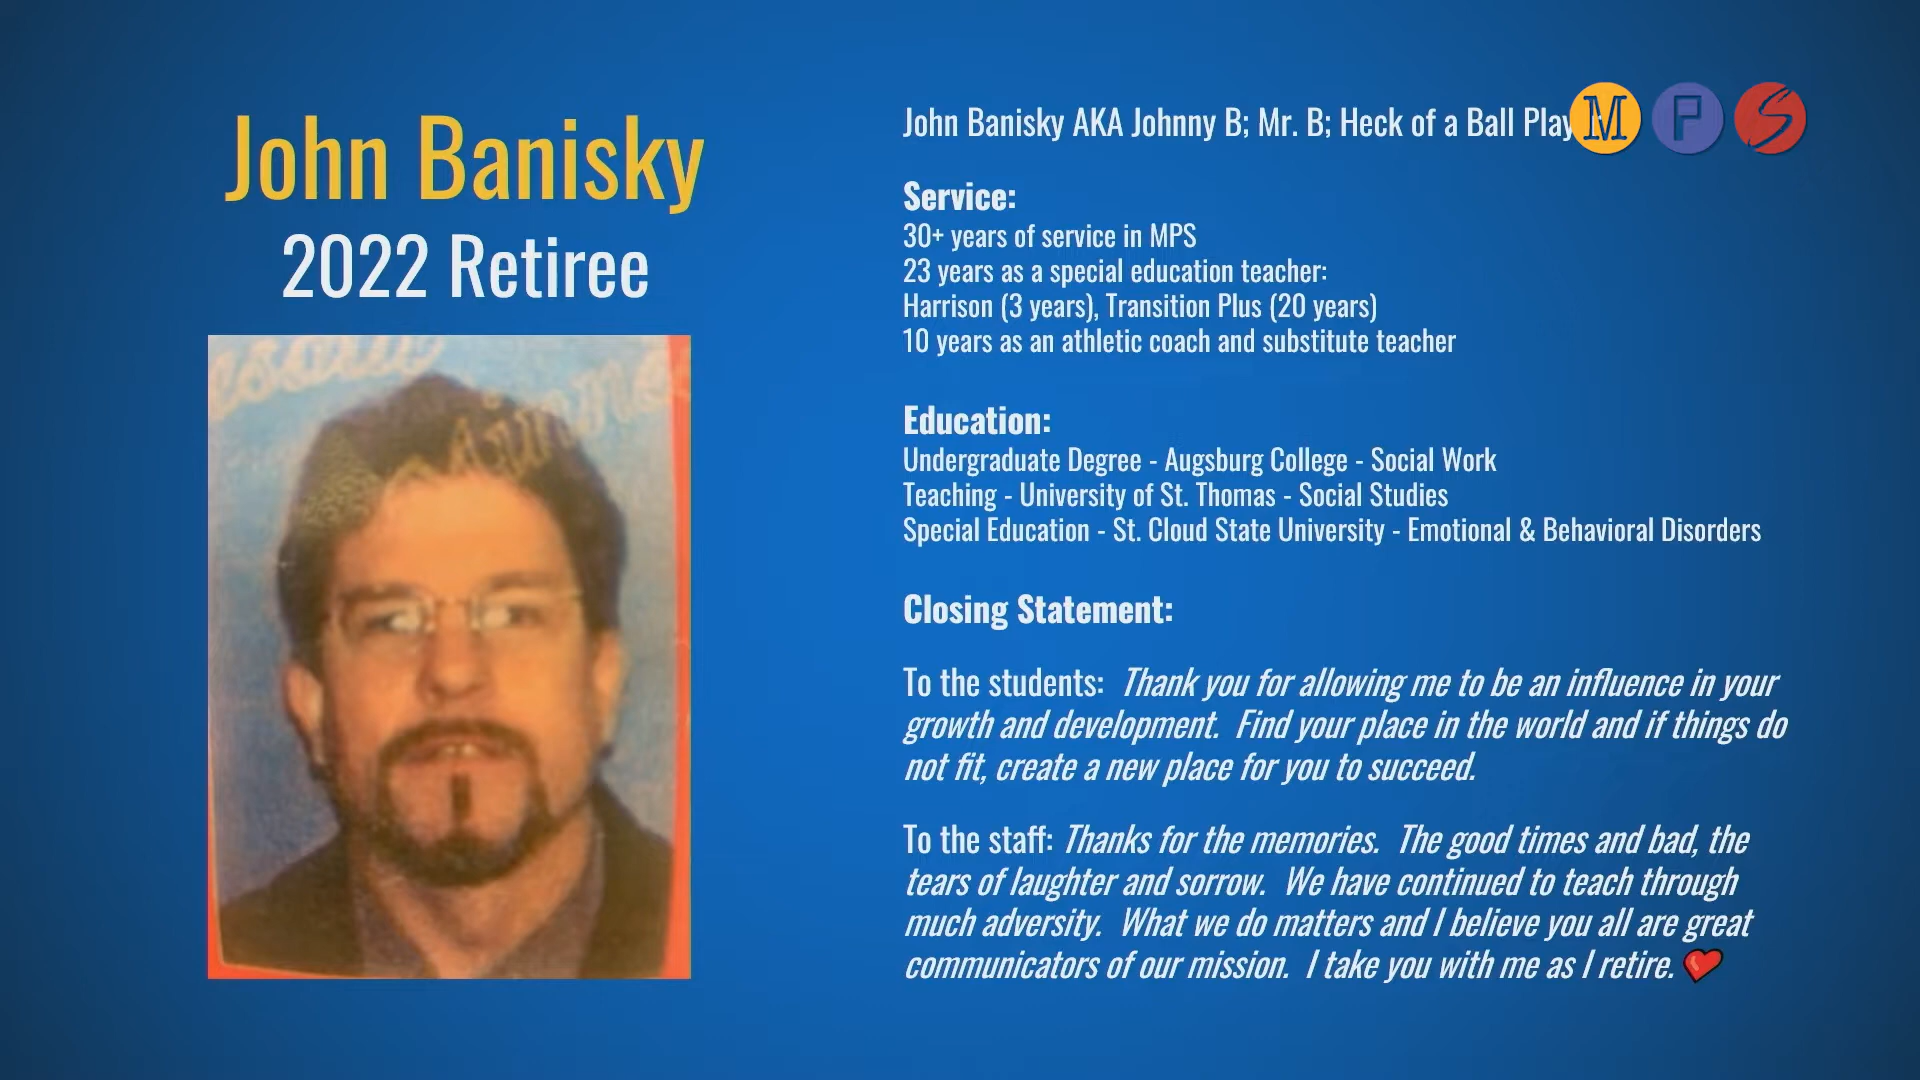 John Banisky
2022 Retiree
John Banisky AKA Johnny B; Mr. B; Heck of a Ball Play
M P S
Service:
30+ years of service in MPS
23 years as a special education teacher:
Harrison (3 years), Transition Plus (20 years)
10 years as an athletic coach and substitute teacher
Education:
Undergraduate Degree - Augsburg College - Social Work
Teaching - University of St. Thomas - Social Studies
Special Education - St. Cloud State University - Emotional & Behavioral Disorders
Closing Statement:
To the students: Thank you for allowing me to be an influence in your
growth and development. Find your place in the world and if things do
not fit, create a new place for you to succeed.
To the staff: Thanks for the memories. The good times and bad, the
tears of laughter and sorrow. We have continued to teach through
much adversity. What we do matters and I believe you all are great
communicators of our mission. I take you with me as I retire. ❤️